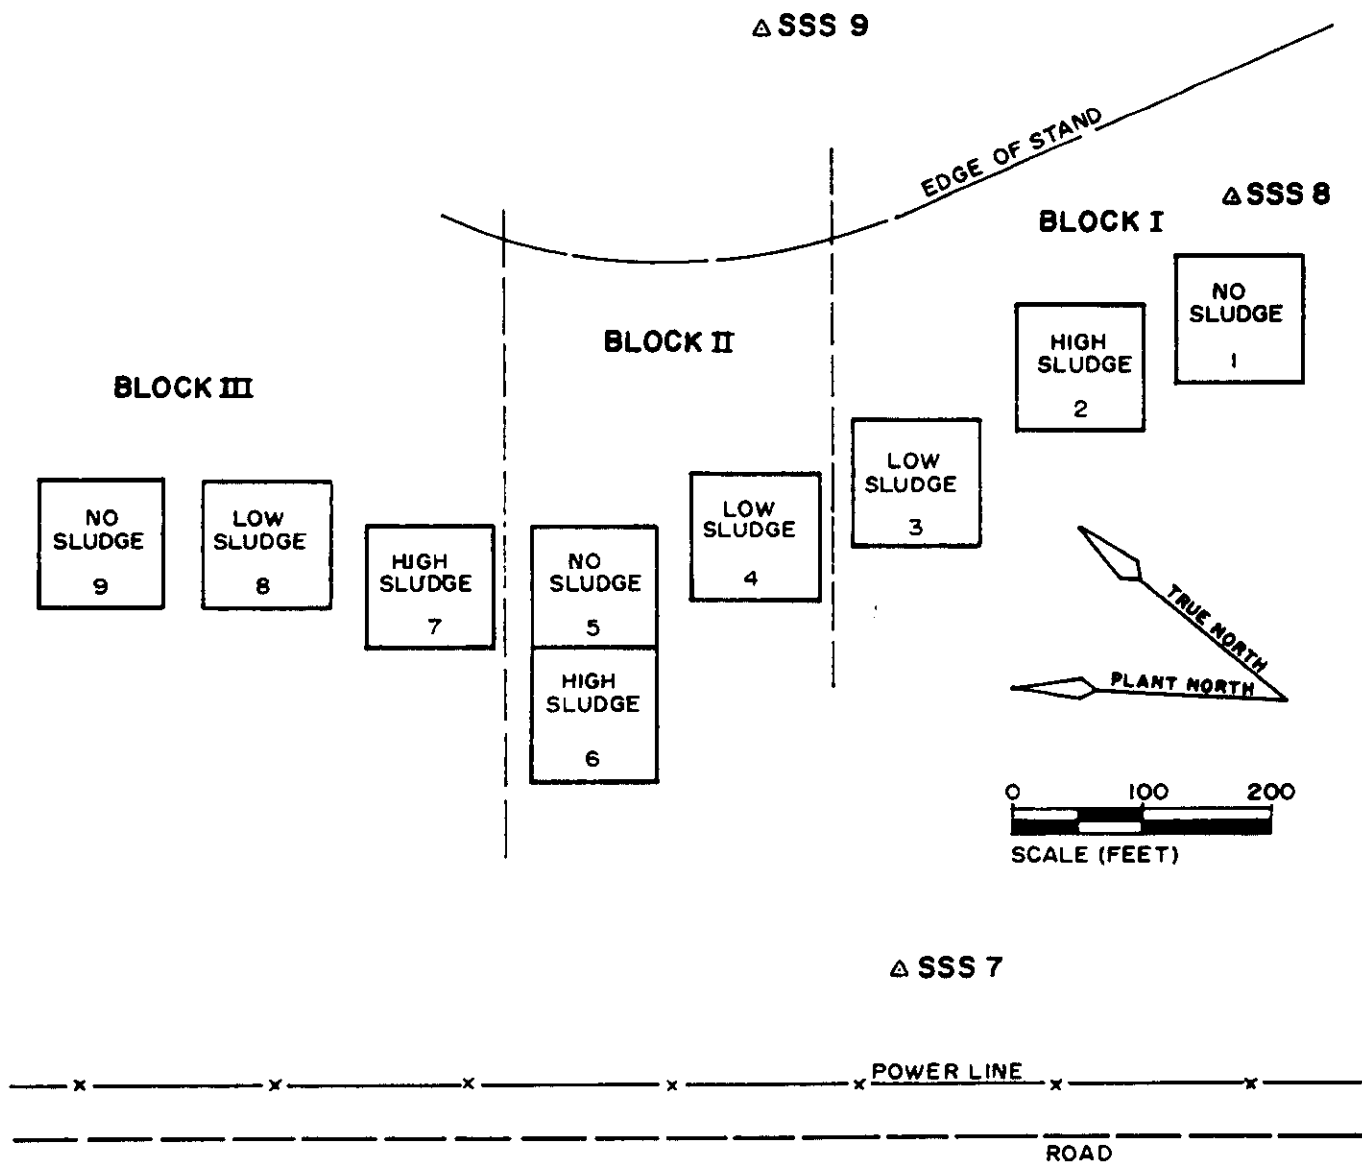 SSS 9
EDGE OF STAND
SSS 8
BLOCK I
NO
SLUDGE
1
HIGH
SLUDGE
2
BLOCK II
BLOCK III
LOW
SLUDGE
3
LOW
SLUDGE
4
NO
SLUDGE
9
LOW
SLUDGE
8
HIGH
SLUDGE
7
NO
SLUDGE
5
HIGH
SLUDGE
6
TRUE NORTH
PLANT NORTH
0 100 200
SCALE (FEET)
SSS 7
POWER LINE
ROAD